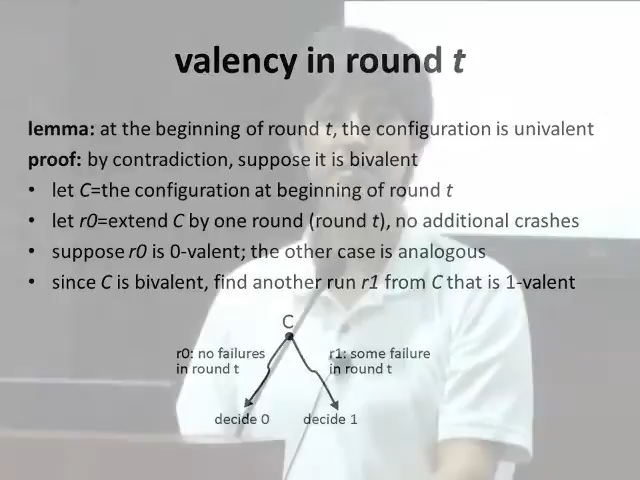 valency in round t
lemma: at the beginning of round t, the configuration is univalent
proof: by contradiction, suppose it is bivalent
• let C=the configuration at beginning of round t
• let r0=extend C by one round (round t), no additional crashes
• suppose r0 is 0-valent; the other case is analogous
• since C is bivalent, find another run r1 from C that is 1-valent
C
r0: no failures
in round t
r1: some failure
in round t
decide 0
decide 1